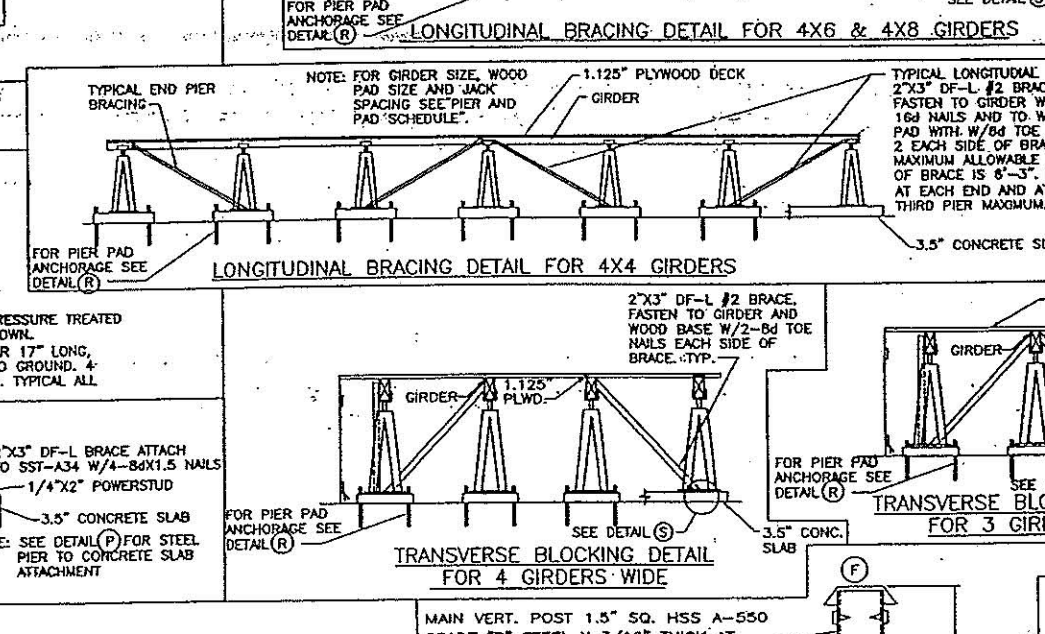 FOR PIER PAD
ANCHORAGE SEE
DETAIL (R)
LONGITUDINAL BRACING DETAIL FOR 4X6 & 4X8 GIRDERS
SEE DETAIL
TYPICAL END PIER
BRACING
NOTE: FOR GIRDER SIZE, WOOD
PAD SIZE AND JACK
SPACING SEE "PIER AND
PAD SCHEDULE".
1.125" PLYWOOD DECK
GIRDER
TYPICAL LONGITUDIAL
2"X3" DF-L #2 BRAC
FASTEN TO GIRDER W
16d NAILS AND TO W
PAD WITH W/8d TOE
2 EACH SIDE OF BRA
MAXIMUM ALLOWABLE
OF BRACE IS 8'-3".
AT EACH END AND A
THIRD PIER MAXIMUM.
3.5" CONCRETE SL
FOR PIER PAD
ANCHORAGE SEE
DETAIL (R)
LONGITUDINAL BRACING DETAIL FOR 4X4 GIRDERS
RESSURE TREATED
OWN.
R 17" LONG,
O GROUND. 4-
. TYPICAL ALL
2"X3" DF-L #2 BRACE,
FASTEN TO GIRDER AND
WOOD BASE W/2-8d TOE
NAILS EACH SIDE OF
BRACE. TYP.
GIRDER
1.125"
PLWD.
GIRDER
"X3" DF-L BRACE ATTACH
O SST-A34 W/4-8dX1.5 NAILS
1/4"X2" POWERSTUD
3.5" CONCRETE SLAB
E: SEE DETAIL (P) FOR STEEL
PIER TO CONCRETE SLAB
ATTACHMENT
FOR PIER PAD
ANCHORAGE SEE
DETAIL (R)
SEE DETAIL (S)
3.5" CONC.
SLAB
TRANSVERSE BLOCKING DETAIL
FOR 4 GIRDERS WIDE
FOR PIER PAD
ANCHORAGE SEE
DETAIL (R)
SEE
TRANSVERSE BLO
FOR 3 GIR
(F)
MAIN VERT. POST 1.5" SQ. HSS A-550